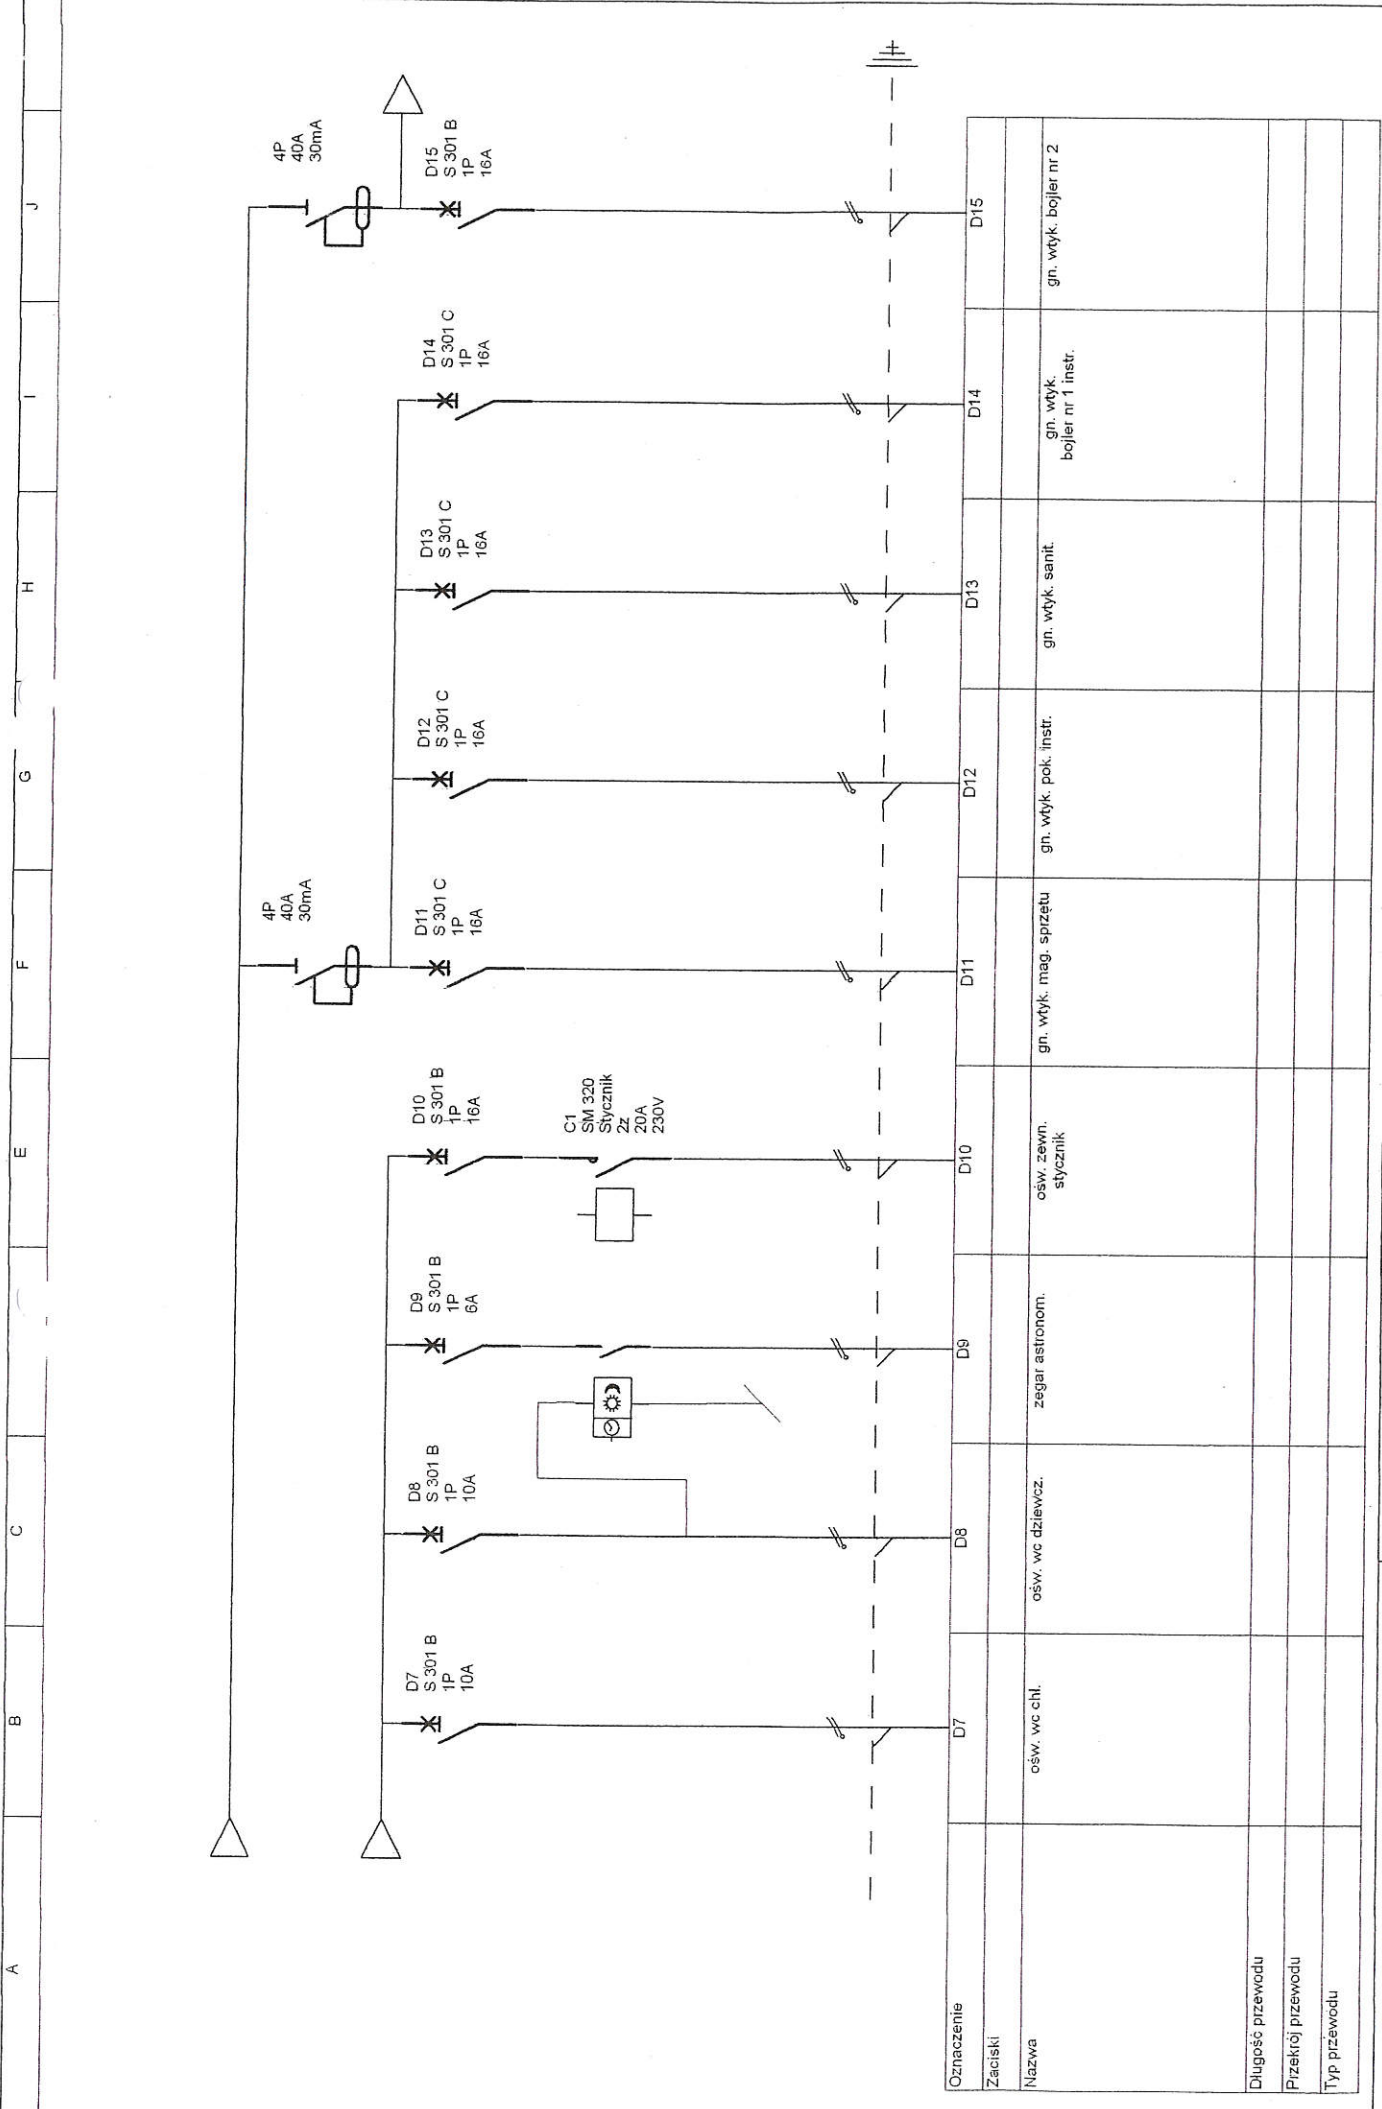 A
B
C
D
E
F
G
H
I
J
4P
40A
30mA
4P
40A
30mA
D7
S 301 B
1P
10A
D8
S 301 B
1P
10A
D9
S 301 B
1P
6A
D10
S 301 B
1P
16A
D11
S 301 C
1P
16A
D12
S 301 C
1P
16A
D13
S 301 C
1P
16A
D14
S 301 C
1P
16A
D15
S 301 B
1P
16A
C1
SM 320
Stycznik
2z
20A
230V
Oznaczenie
D7
D8
D9
D10
D11
D12
D13
D14
D15
Zaciski
Nazwa
ośw. wc chł.
ośw. wc dziewcz.
zegar astronom.
ośw. zewn.
stycznik
gn. wtyk. mag. sprzętu
gn. wtyk. pok. instr.
gn. wtyk. sanit.
gn. wtyk.
bojler nr 1 instr.
gn. wtyk. bojler nr 2
Długość przewodu
Przekrój przewodu
Typ przewodu